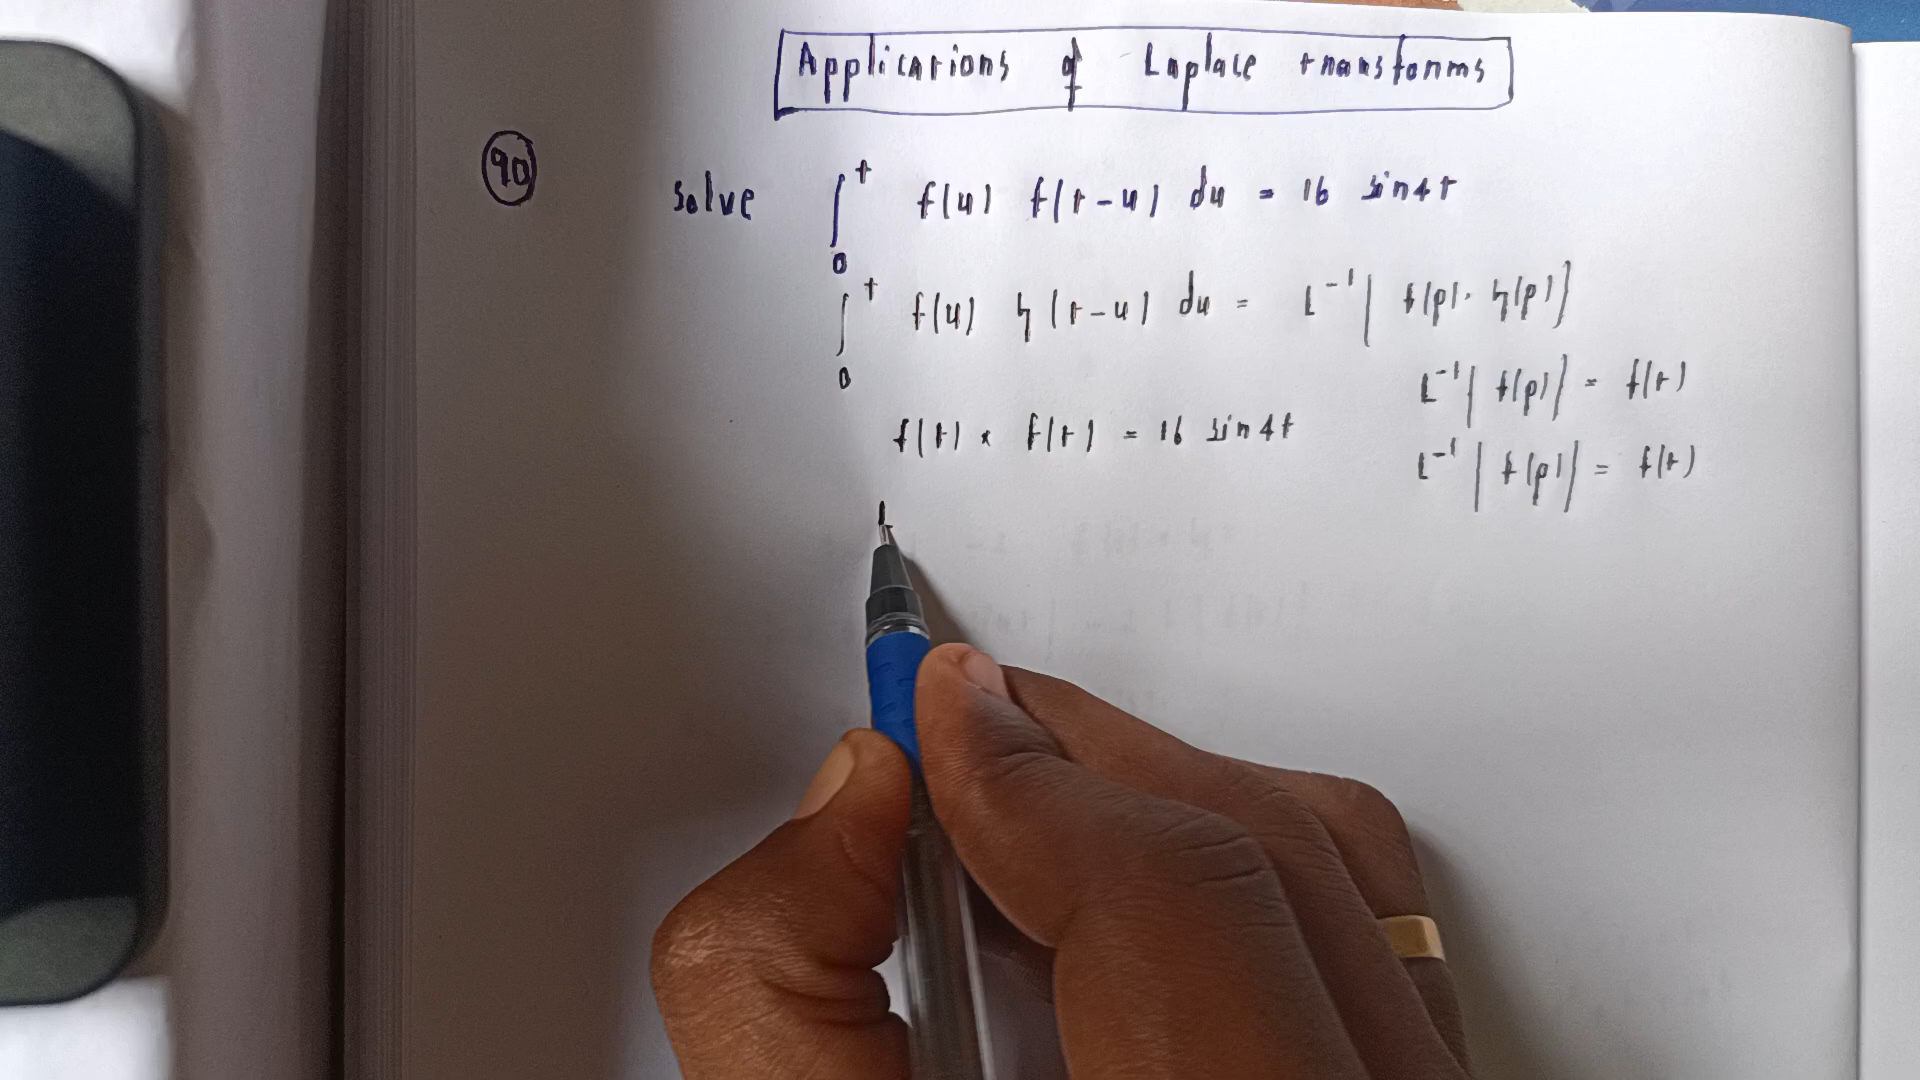 Applications of Laplace transforms
90
Solve ∫₀ᵗ f(u) f(t-u) du = 16 sin4t
∫₀ᵗ f(u) g(t-u) du = L⁻¹[f(p). g(p)]
L⁻¹[f(p)] = f(t)
f(t) * f(t) = 16 sin4t
L⁻¹[f(p)] = f(t)
L